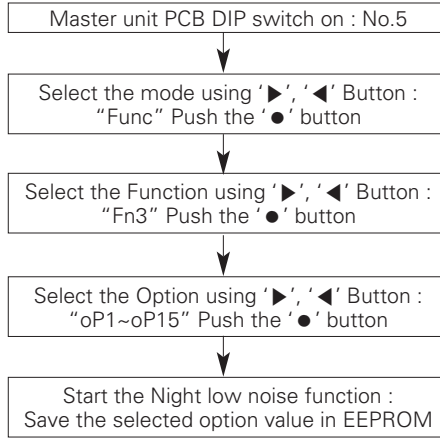 Master unit PCB DIP switch on : No.5
Select the mode using ‘▶’, ‘◀’ Button :
“Func” Push the ‘●’ button
Select the Function using ‘▶’, ‘◀’ Button :
“Fn3” Push the ‘●’ button
Select the Option using ‘▶’, ‘◀’ Button :
“oP1~oP15” Push the ‘●’ button
Start the Night low noise function :
Save the selected option value in EEPROM